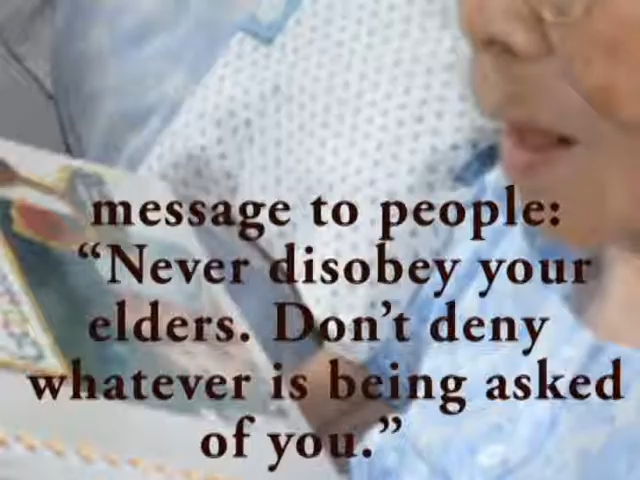 message to people:
“Never disobey your
elders. Don’t deny
whatever is being asked
of you.”